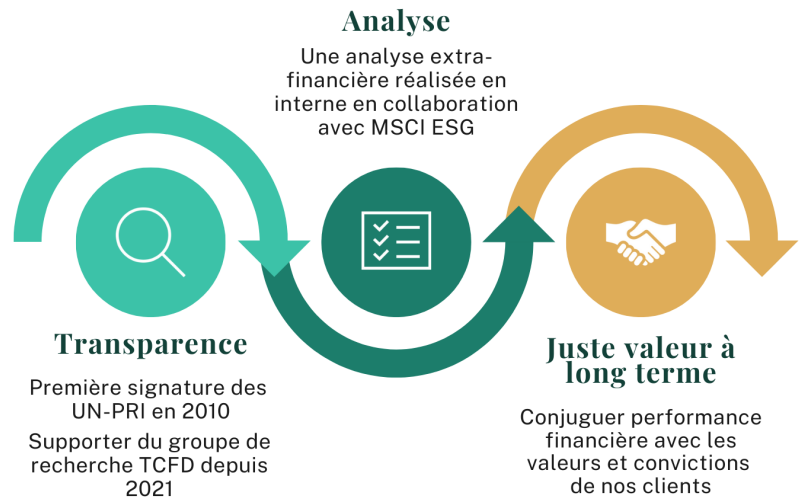 Analyse
Une analyse extra-
financière réalisée en
interne en collaboration
avec MSCI ESG
Transparence
Première signature des
UN-PRI en 2010
Supporter du groupe de
recherche TCFD depuis
2021
Juste valeur à
long terme
Conjuguer performance
financière avec les
valeurs et convictions
de nos clients